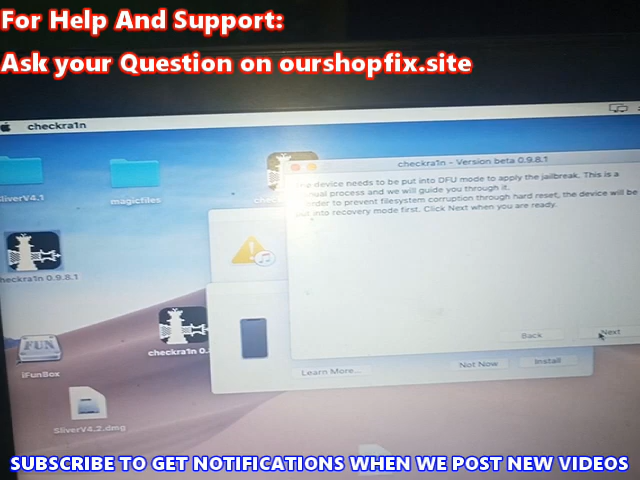 For Help And Support:
Ask your Question on ourshopfix.site
checkra1n
SliverV4.1
magicfiles
checkra1n - Version beta 0.9.8.1
device needs to be put into DFU mode to apply the jailbreak. This is a
process and we will guide you through it.
order to prevent filesystem corruption through hard reset, the device will be
into recovery mode first. Click Next when you are ready.
checkra1n 0.9.8.1
checkra1n 0.
Back
Next
iFunBox
FUN
Learn More...
Not Now
Install
SliverV4.2.dmg
SUBSCRIBE TO GET NOTIFICATIONS WHEN WE POST NEW VIDEOS